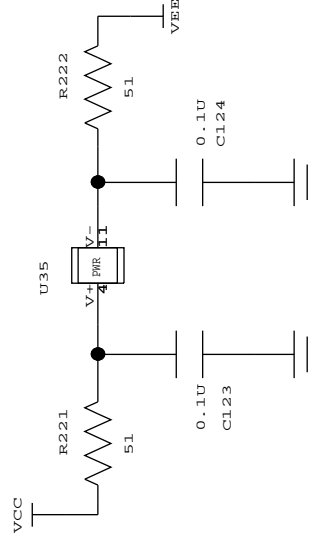 VCC
U35
R221
R222
V+
V-
PWR
4
11
51
51
VEE
0.1U
0.1U
C123
C124